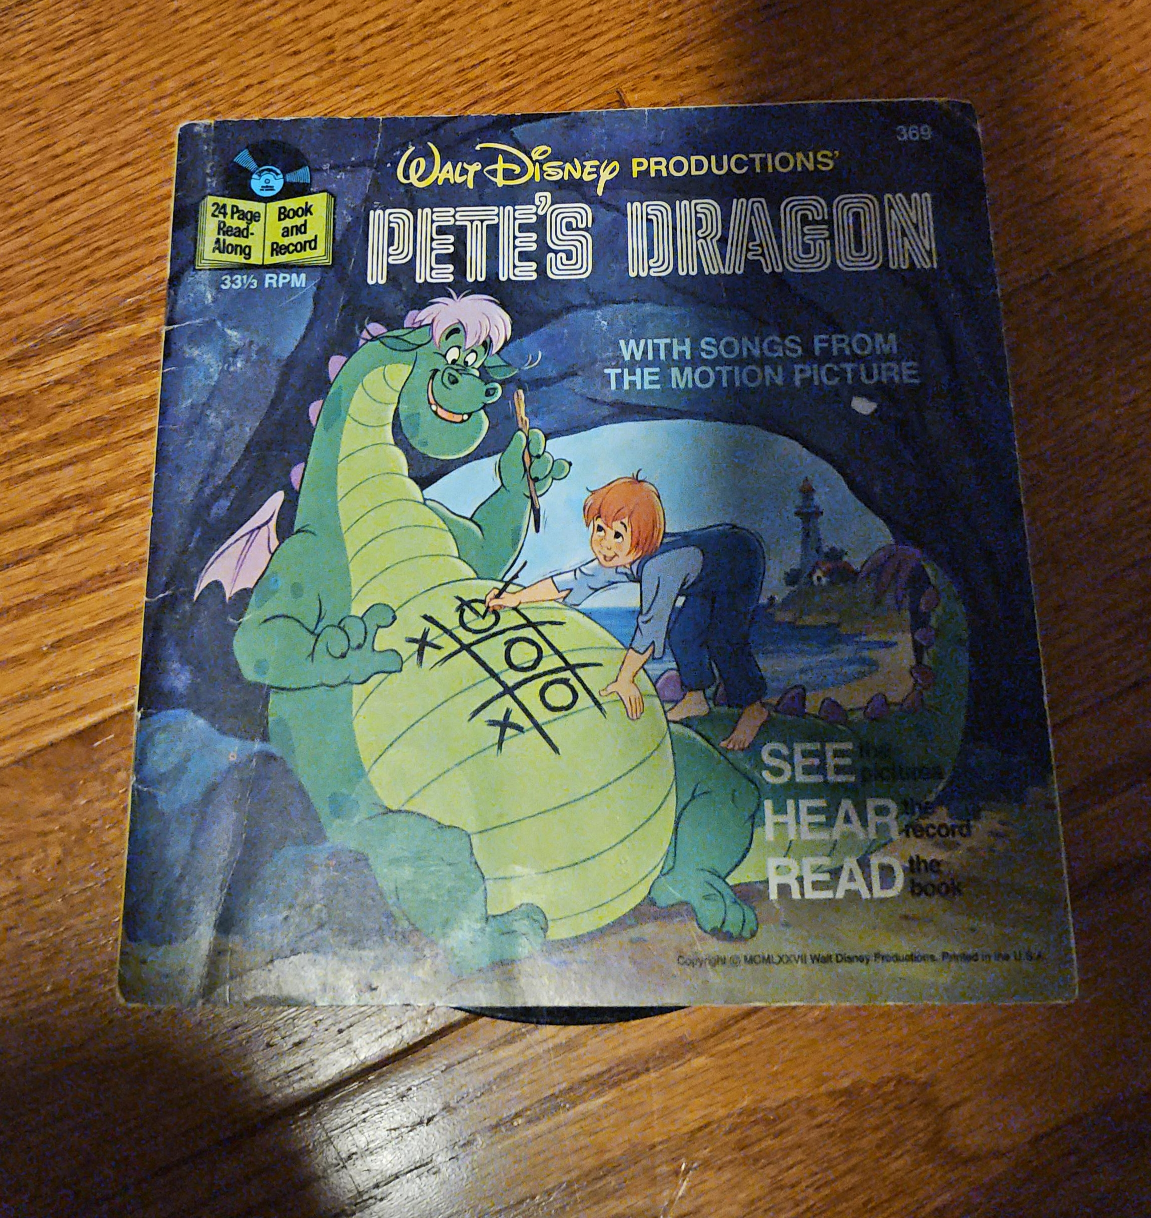 369
WALT DISNEY PRODUCTIONS'
PETE'S DRAGON
24 Page
Read-
Along
Book
and
Record
33⅓ RPM
WITH SONGS FROM
THE MOTION PICTURE
X O
O
X O
SEE the pictures
HEAR the record
READ the book
Copyright © MCMLXXVII Walt Disney Productions. Printed in the U.S.A.